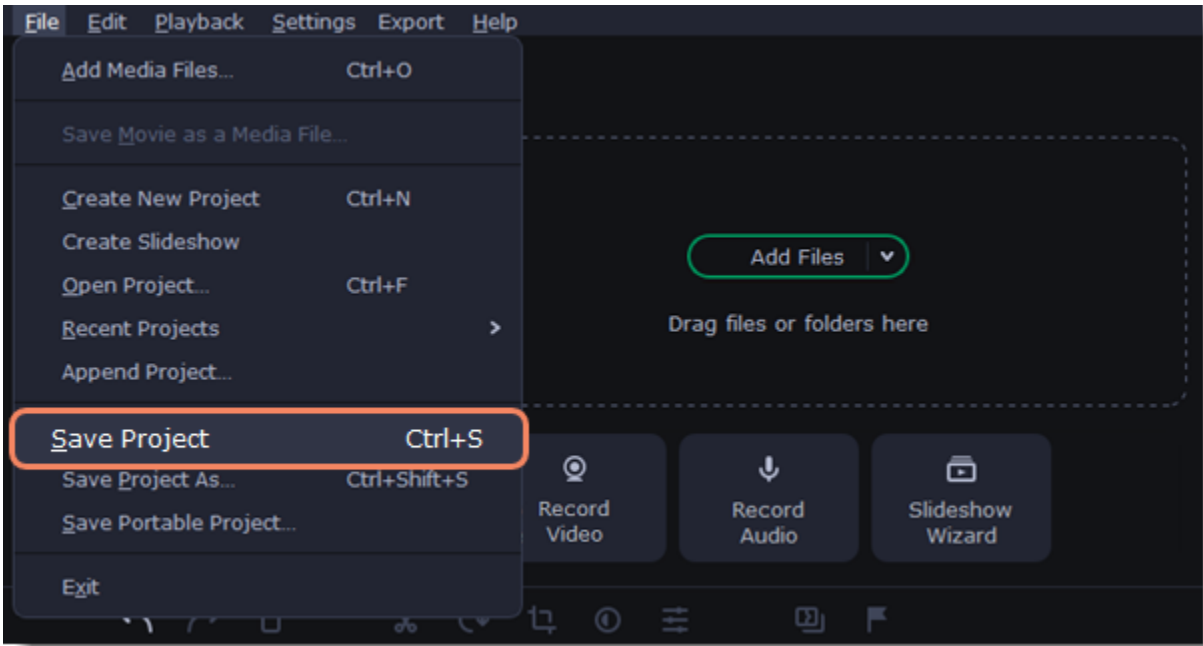 File Edit Playback Settings Export Help
Add Media Files... Ctrl+O
Save Movie as a Media File...
Create New Project Ctrl+N
Create Slideshow
Open Project... Ctrl+F
Recent Projects
Append Project...
Save Project Ctrl+S
Save Project As... Ctrl+Shift+S
Save Portable Project...
Exit
Add Files
Drag files or folders here
Record
Video
Record
Audio
Slideshow
Wizard